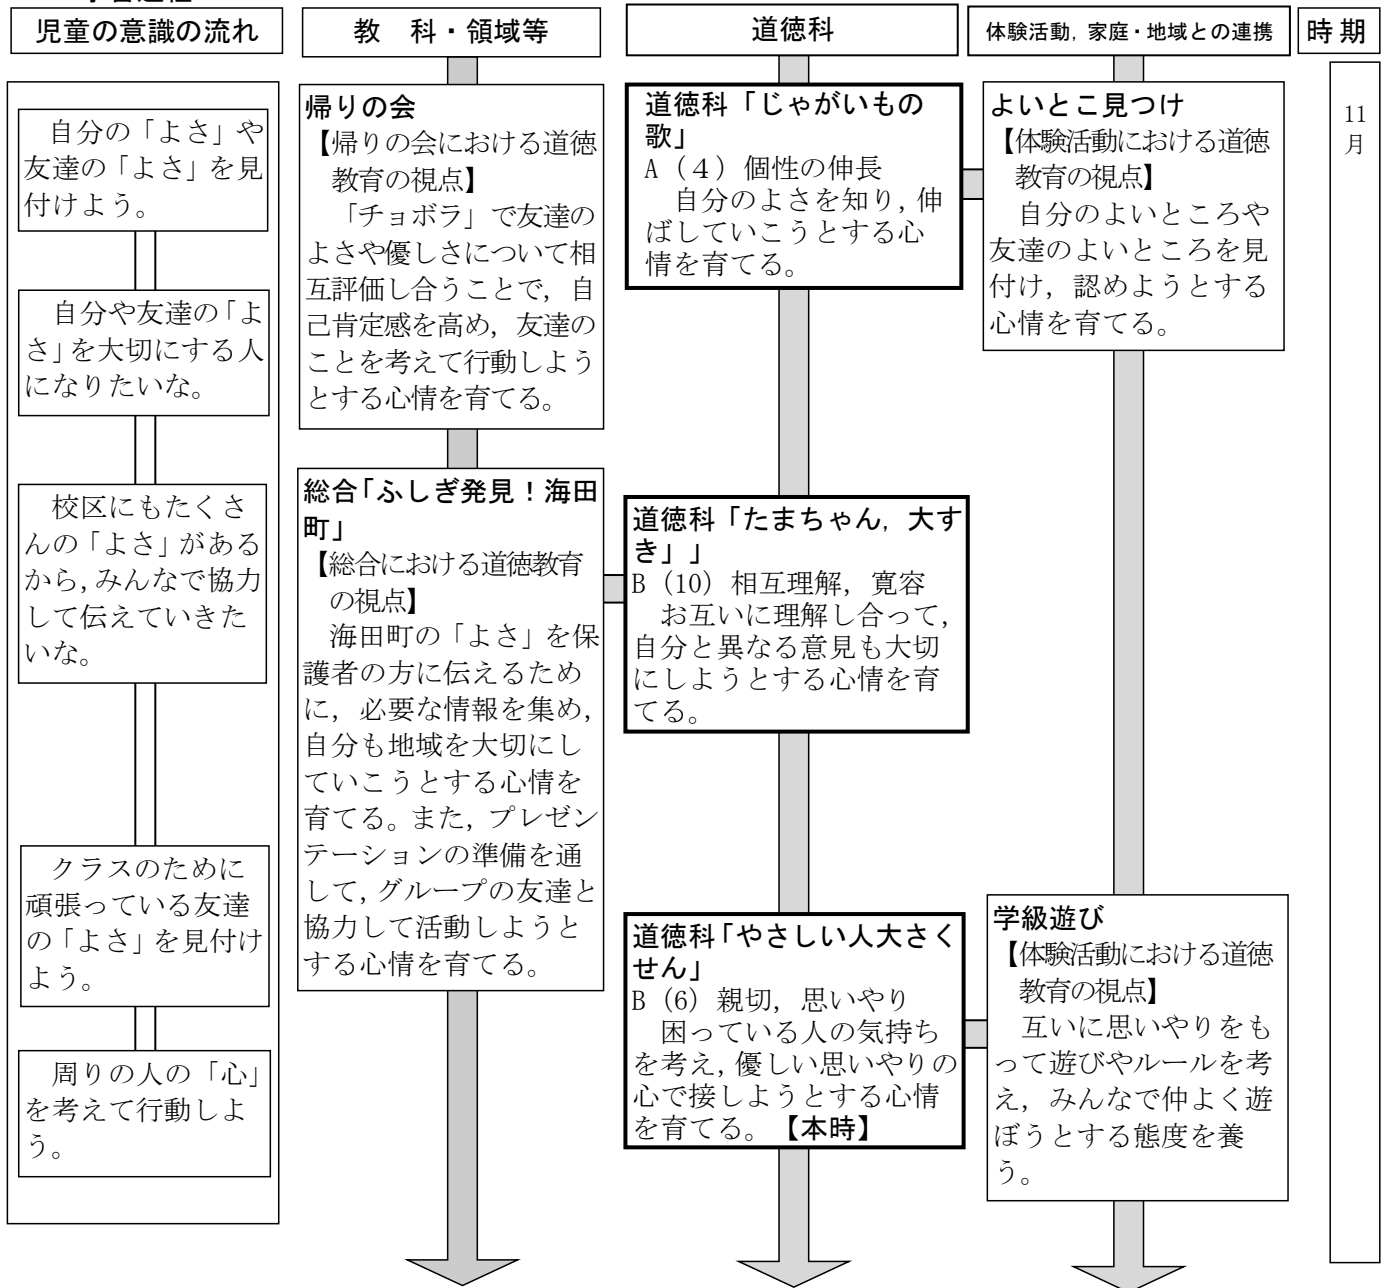 児童の意識の流れ
教　科・領域等
道徳科
体験活動，家庭・地域との連携
時期
自分の「よさ」や
友達の「よさ」を見
付けよう。
自分や友達の「よ
さ」を大切にする人
になりたいな。
校区にもたくさ
んの「よさ」がある
から，みんなで協力
して伝えていきた
いな。
クラスのために
頑張っている友達
の「よさ」を見付け
よう。
周りの人の「心」
を考えて行動しよ
う。
帰りの会
【帰りの会における道徳
教育の視点】
「チョボラ」で友達の
よさや優しさについて相
互評価し合うことで，自
己肯定感を高め，友達の
ことを考えて行動しよう
とする心情を育てる。
総合「ふしぎ発見！海田
町」
【総合における道徳教育
の視点】
海田町の「よさ」を保
護者の方に伝えるため
に，必要な情報を集め，
自分も地域を大切にし
ていこうとする心情を
育てる。また，プレゼン
テーションの準備を通
して，グループの友達と
協力して活動しようと
する心情を育てる。
道徳科「じゃがいもの
歌」
A（４）個性の伸長
自分のよさを知り，伸
ばしていこうとする心
情を育てる。
道徳科「たまちゃん，大す
き」」
B（10）相互理解，寛容
お互いに理解し合って，
自分と異なる意見も大切
にしようとする心情を育
てる。
道徳科「やさしい人大さく
せん」
B（6）親切，思いやり
困っている人の気持ち
を考え，優しい思いやりの
心で接しようとする心情
を育てる。【本時】
よいとこ見つけ
【体験活動における道徳
教育の視点】
自分のよいところや
友達のよいところを見
付け，認めようとする
心情を育てる。
学級遊び
【体験活動における道徳
教育の視点】
互いに思いやりをも
って遊びやルールを考
え，みんなで仲よく遊
ぼうとする態度を養
う。
11
月